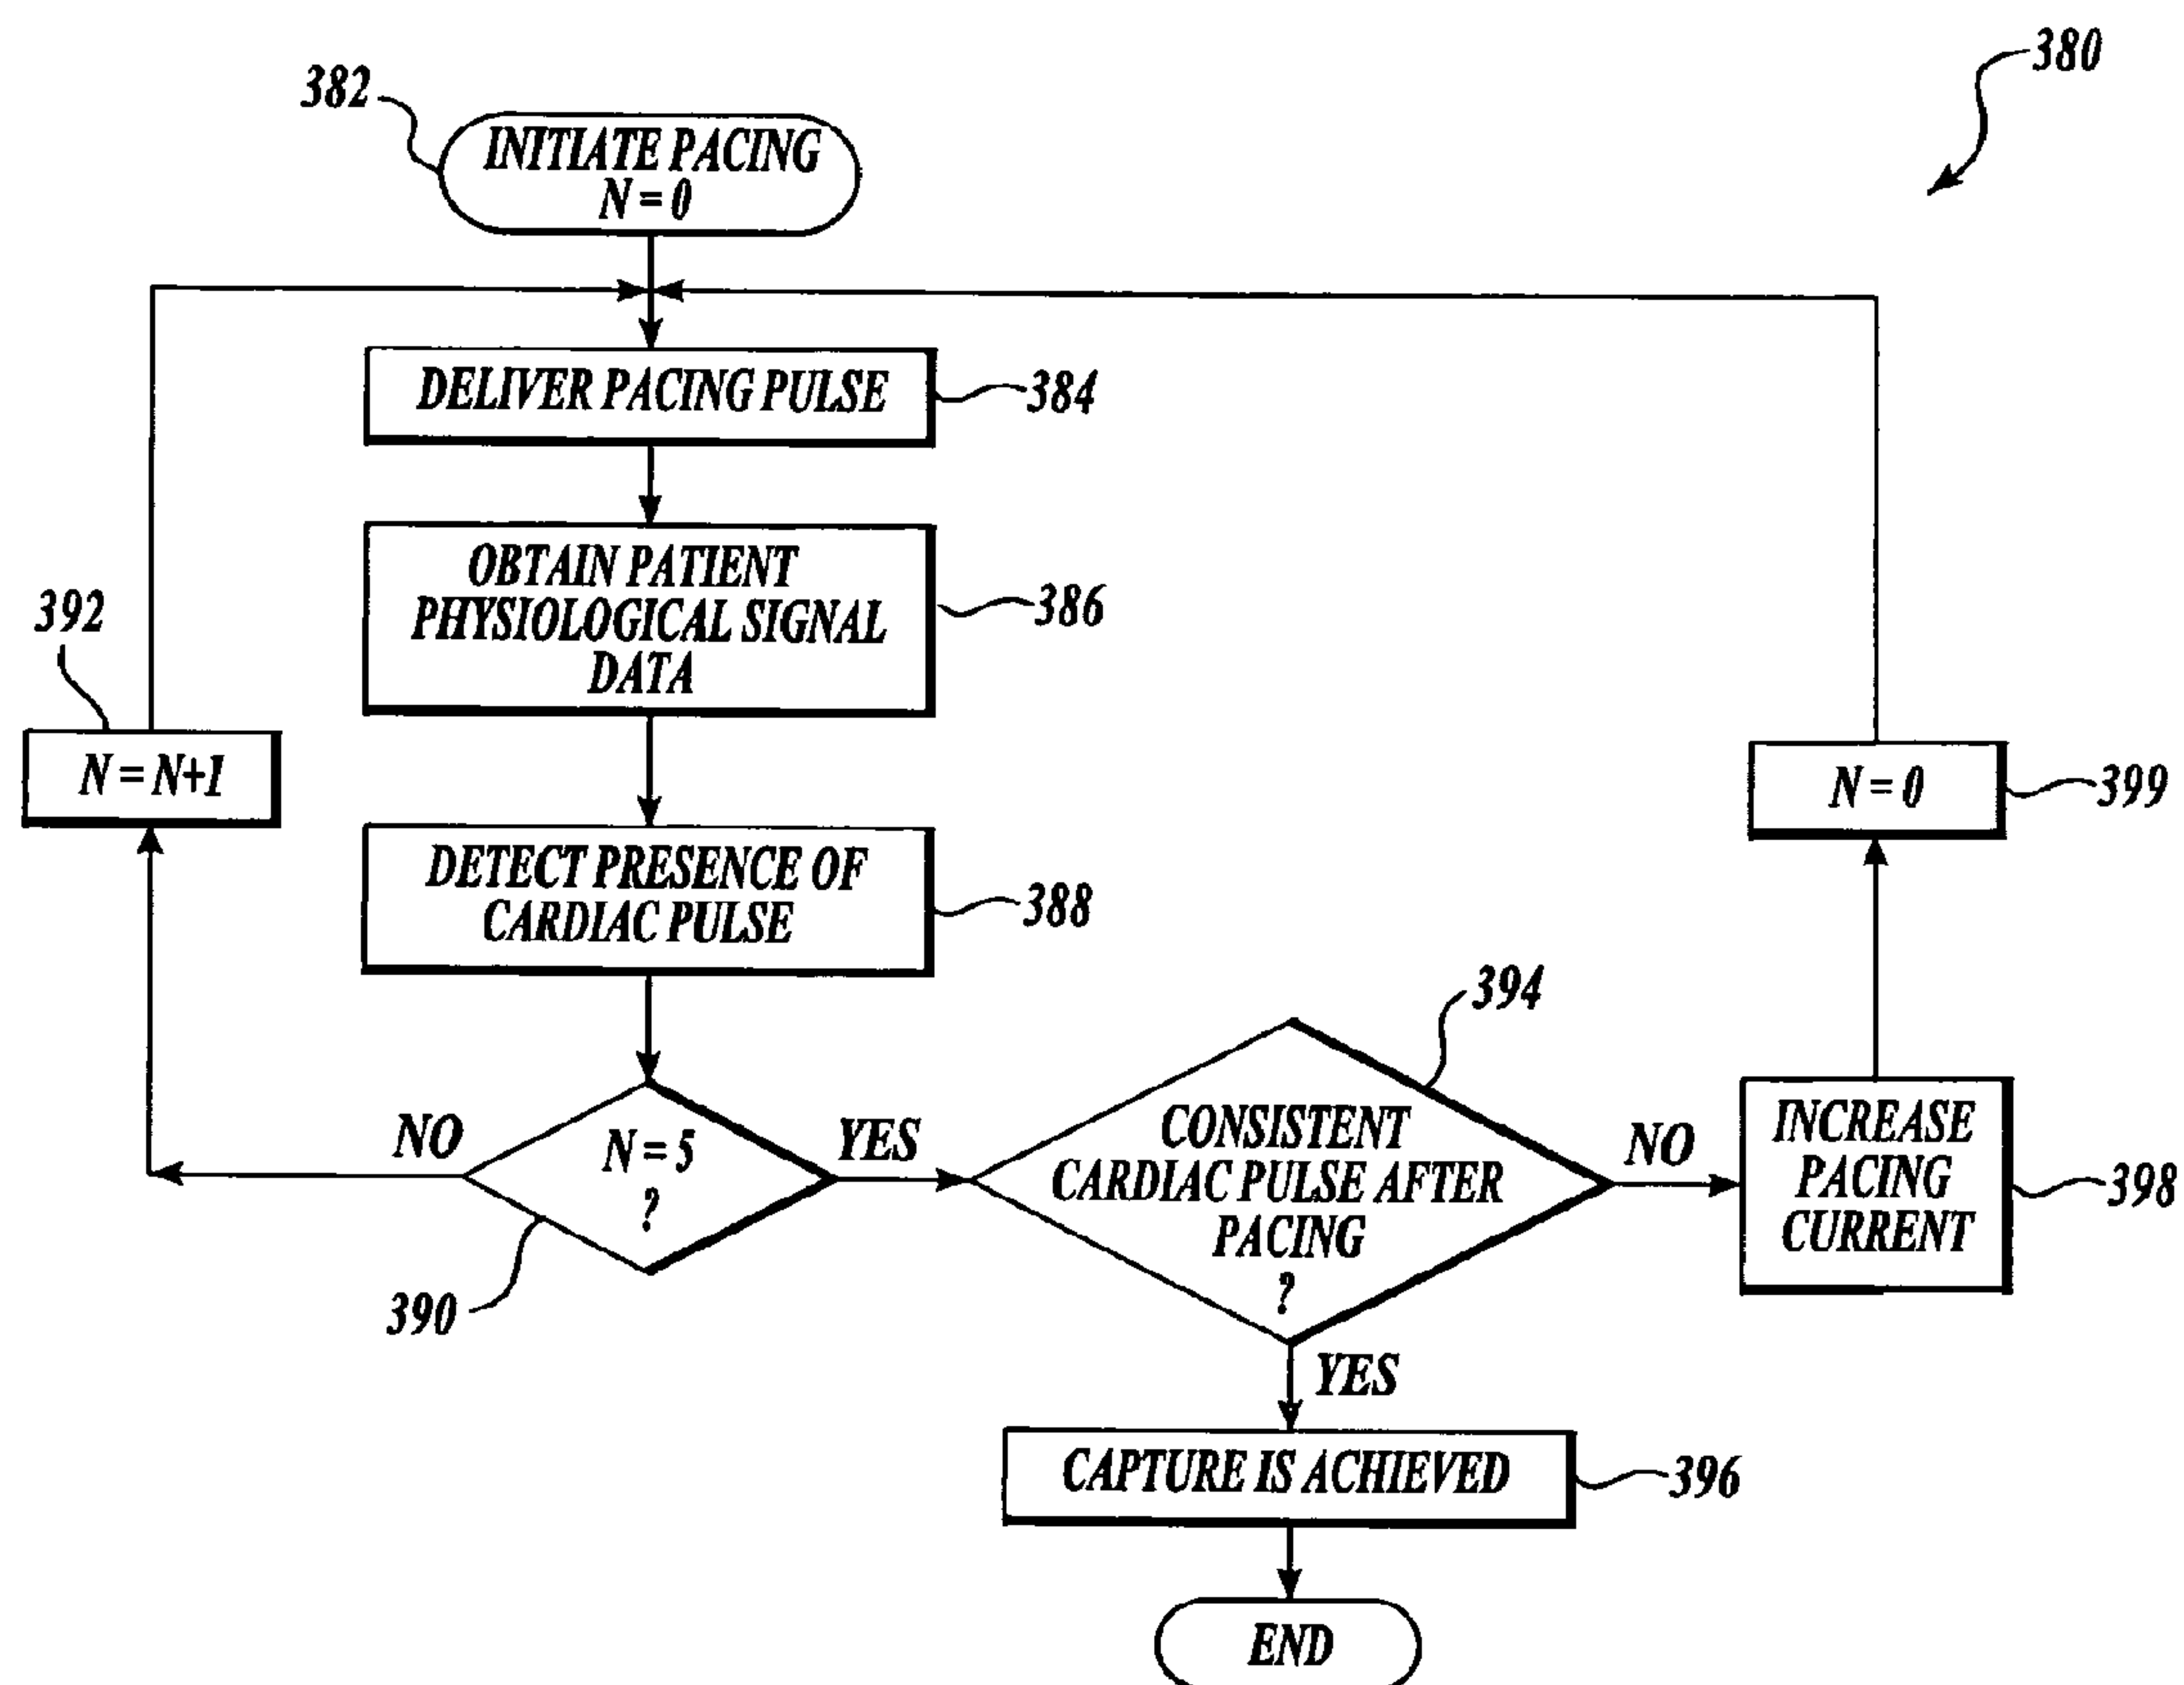 380
382
INITIATE PACING
N = 0
DELIVER PACING PULSE
384
OBTAIN PATIENT
PHYSIOLOGICAL SIGNAL
DATA
386
392
N = N+1
N = 0
399
DETECT PRESENCE OF
CARDIAC PULSE
388
394
NO
N = 5
?
YES
390
CONSISTENT
CARDIAC PULSE AFTER
PACING
?
NO
INCREASE
PACING
CURRENT
398
YES
CAPTURE IS ACHIEVED
396
END